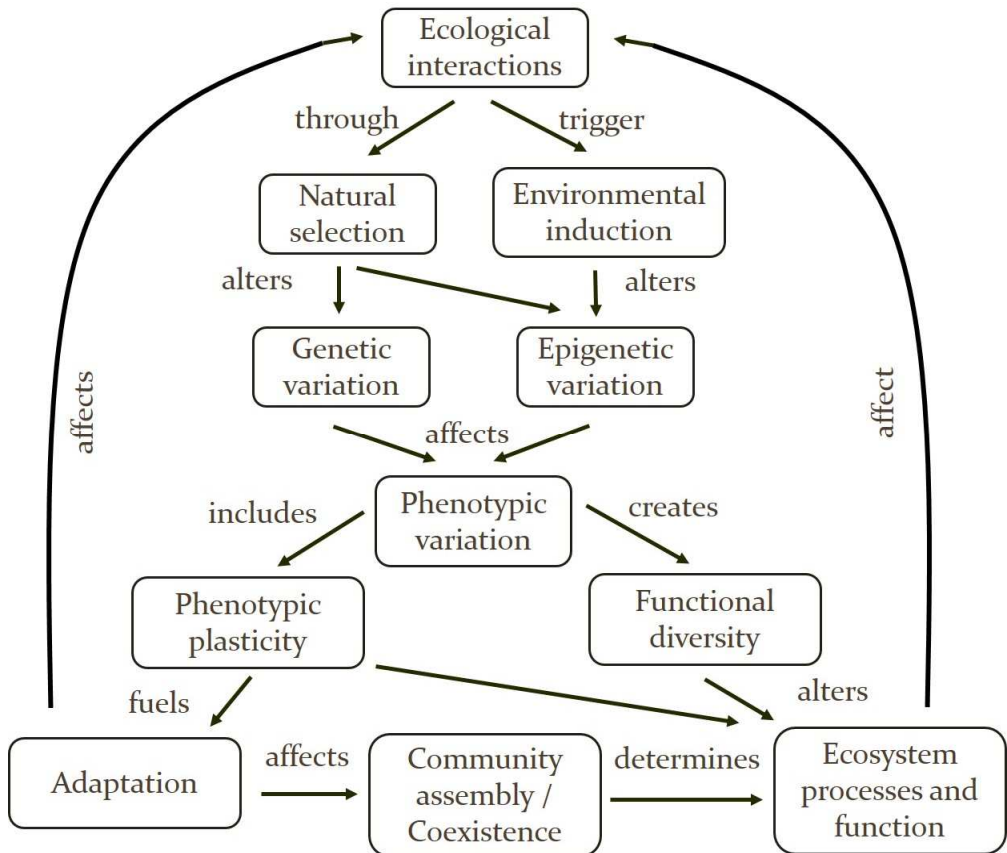 Ecological
interactions
through
trigger
Natural
selection
Environmental
induction
alters
alters
Genetic
variation
Epigenetic
variation
affects
affects
affect
Phenotypic
variation
includes
creates
Phenotypic
plasticity
Functional
diversity
fuels
alters
Adaptation
affects
Community
assembly /
Coexistence
determines
Ecosystem
processes and
function